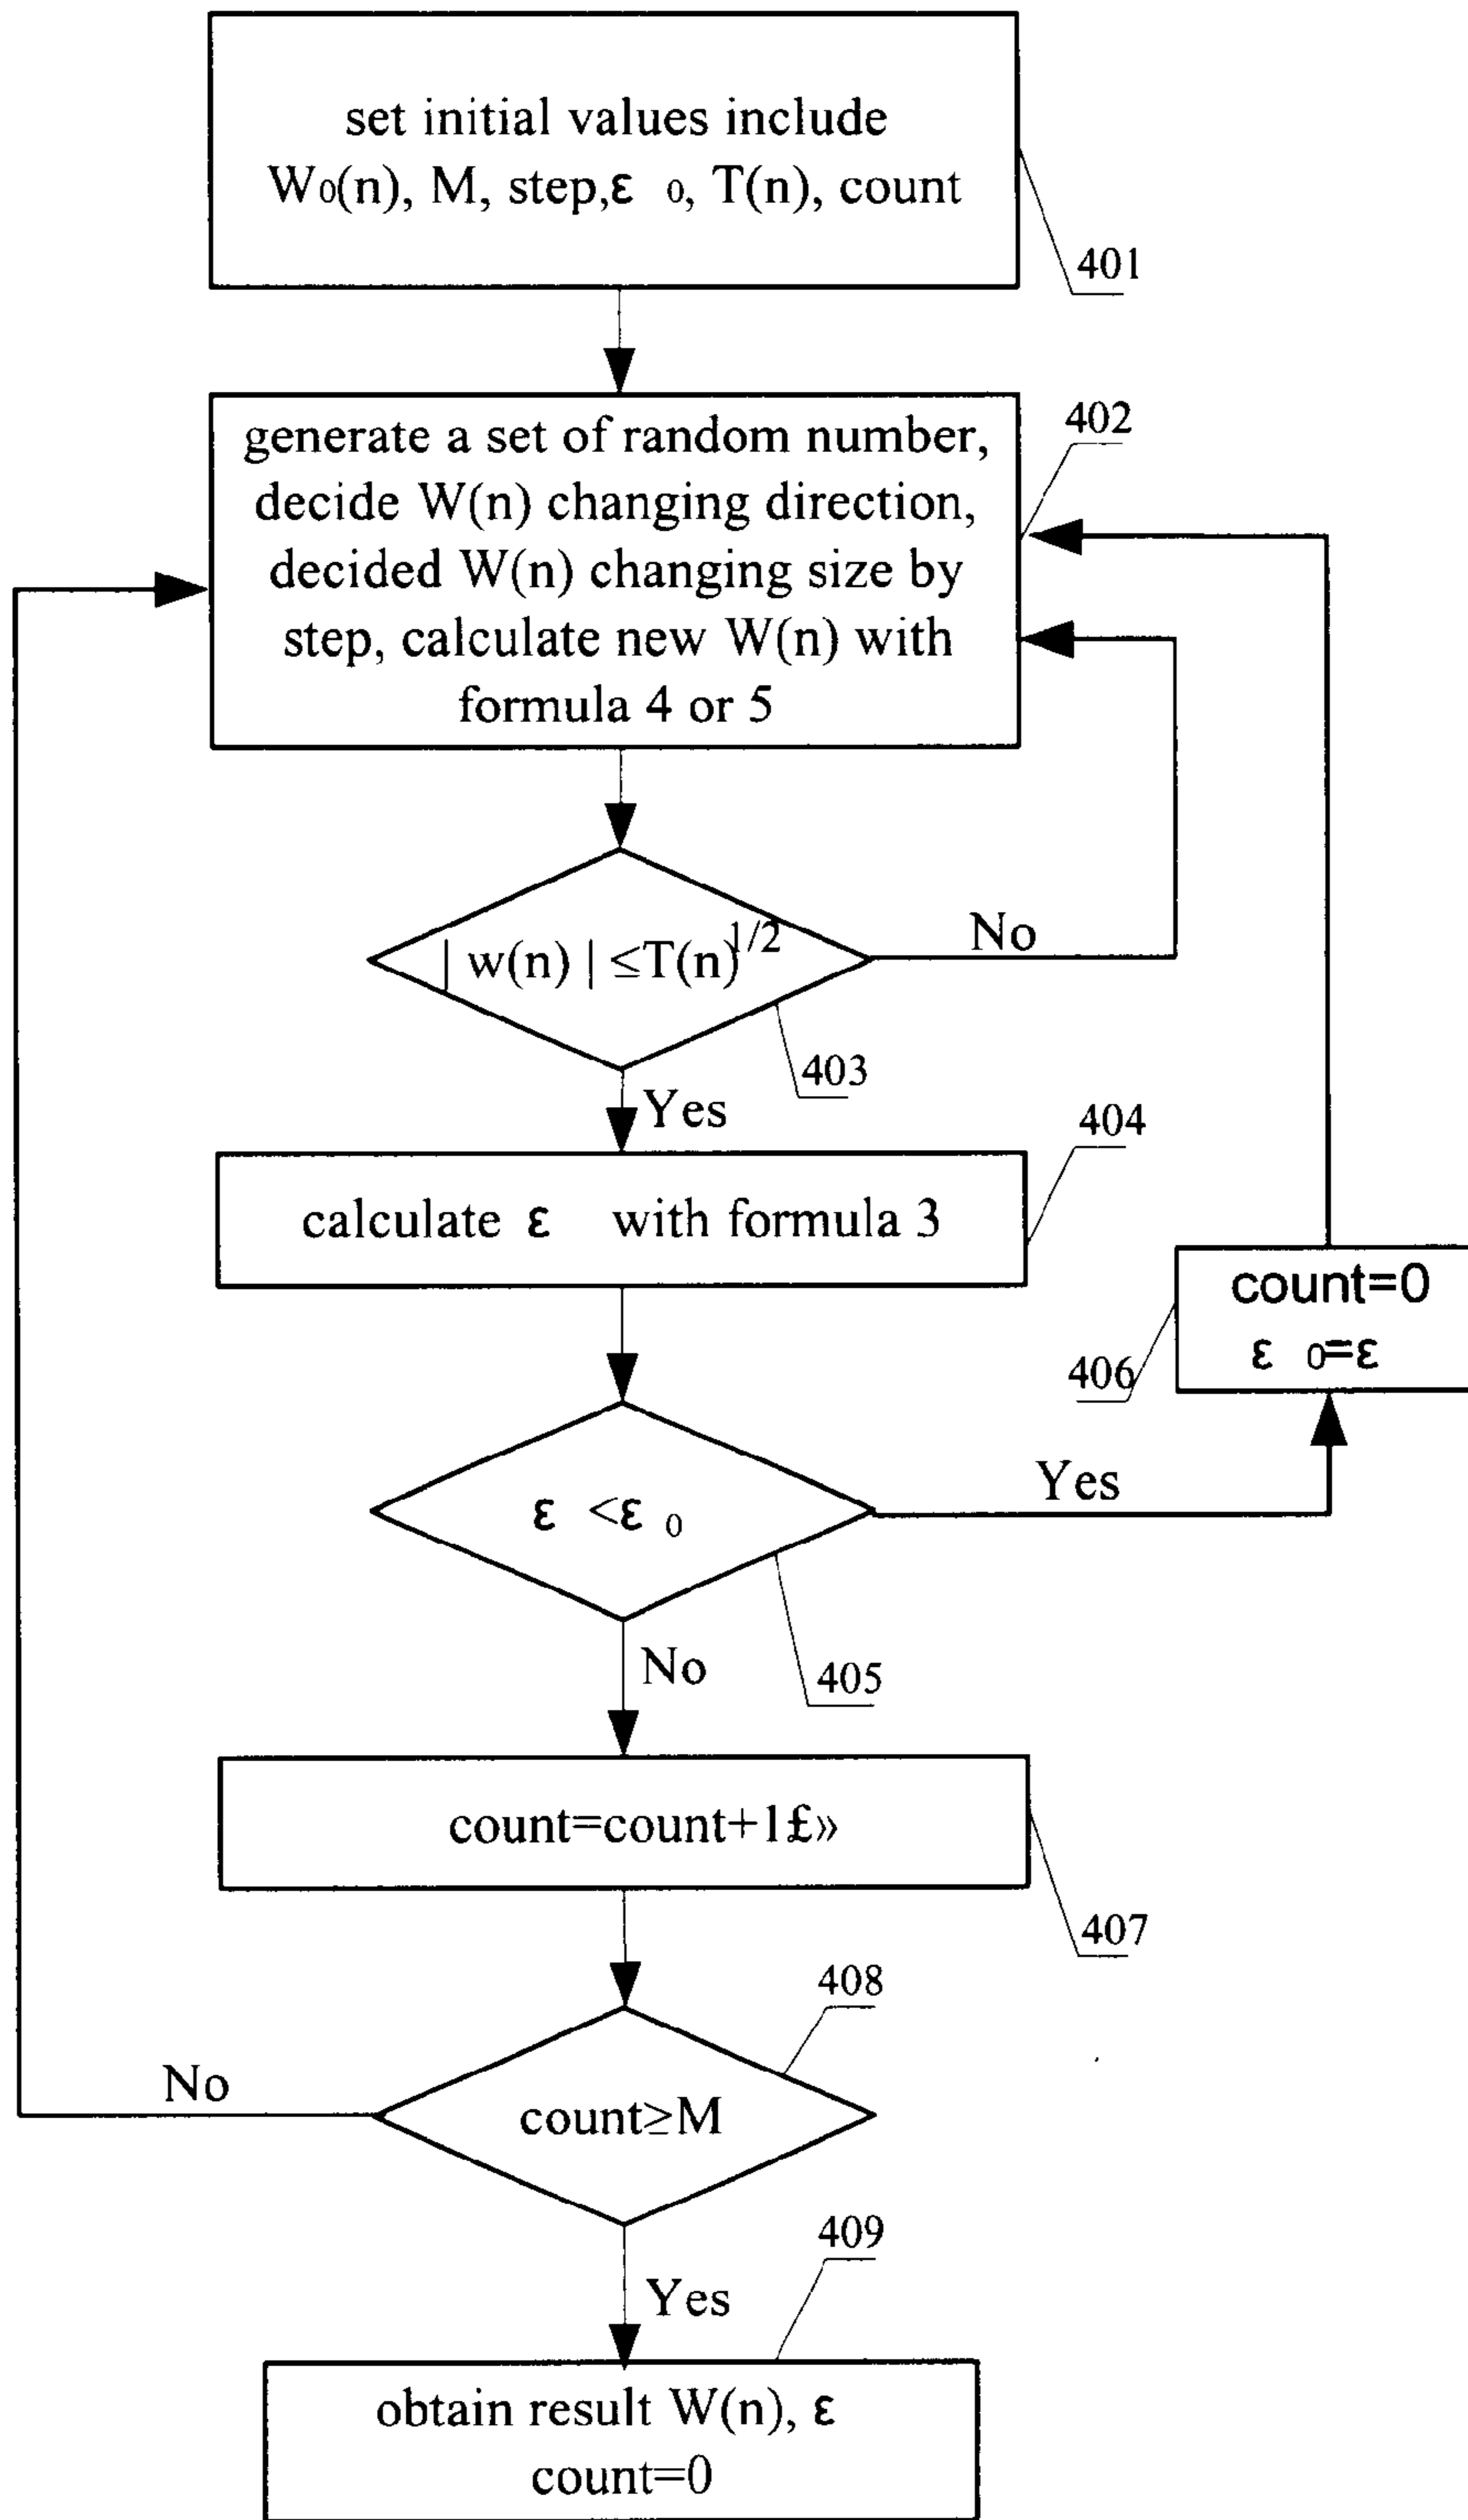 set initial values include
W₀(n), M, step,ε ₀, T(n), count
401
402
generate a set of random number,
decide W(n) changing direction,
decided W(n) changing size by
step, calculate new W(n) with
formula 4 or 5
| w(n) | ≤T(n)^1/2
No
403
Yes
404
calculate ε with formula 3
count=0
ε ₀=ε
406
ε <ε ₀
Yes
No
405
count=count+1£»
407
408
No
count≥M
409
Yes
obtain result W(n), ε
count=0